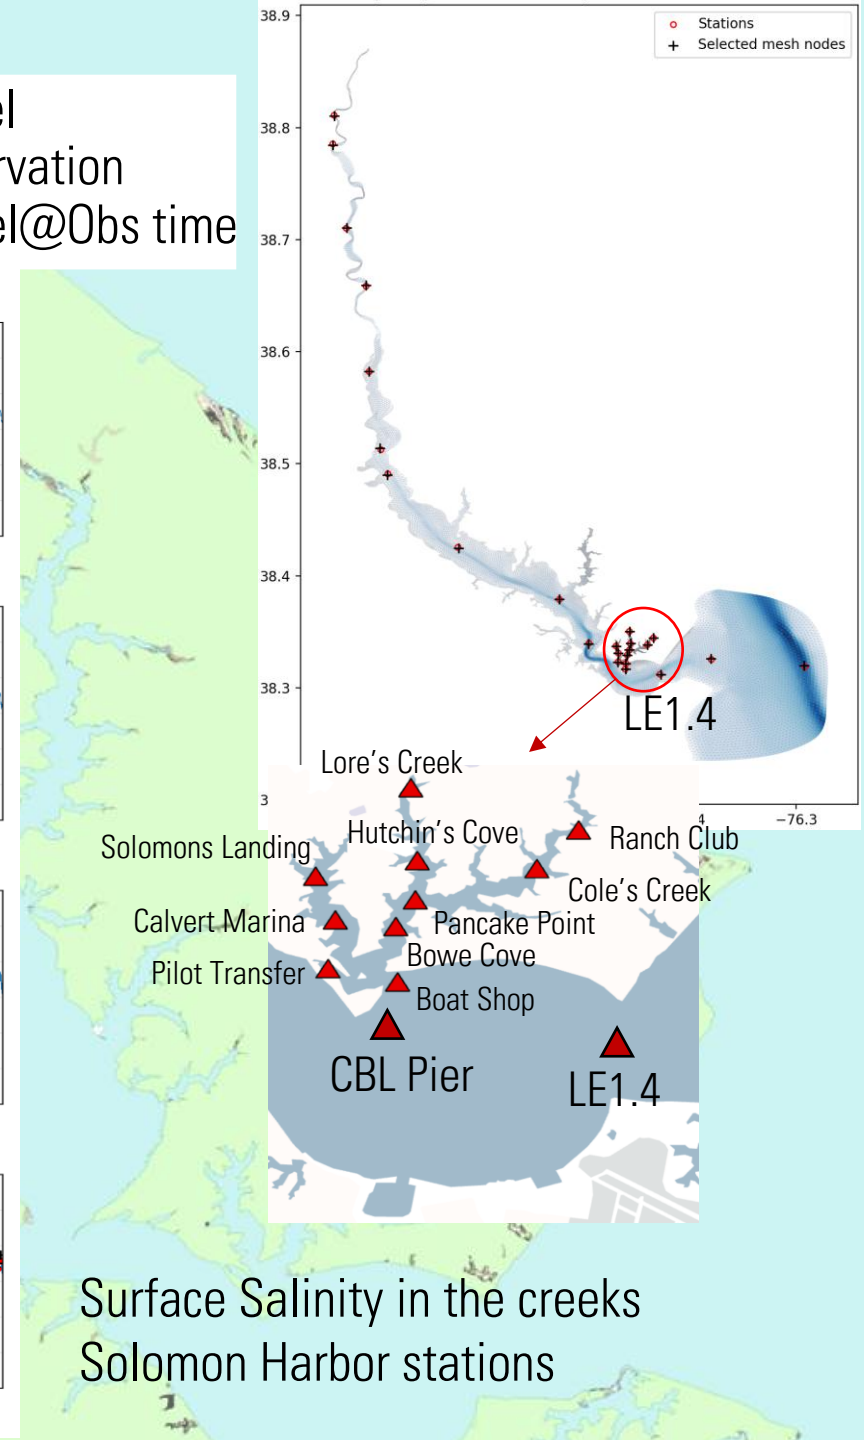 38.9
Stations
Selected mesh nodes
el
rvation
el@Obs time
38.8
38.7
38.6
38.5
38.4
38.3
LE1.4
3
4
−76.3
Lore's Creek
Hutchin's Cove
Ranch Club
Solomons Landing
Cole's Creek
Calvert Marina
Pancake Point
Bowe Cove
Pilot Transfer
Boat Shop
CBL Pier
LE1.4
Surface Salinity in the creeks
Solomon Harbor stations